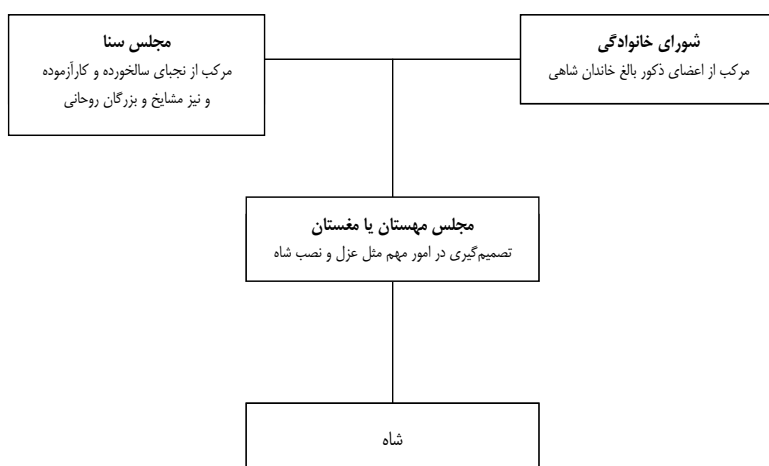 شورای خانوادگی
مرکب از اعضای ذکور بالغ خاندان شاهی
مجلس سنا
مرکب از نجبای سالخورده و کارآزموده
و نیز مشایخ و بزرگان روحانی
مجلس مهستان یا مغستان
تصمیم‌گیری در امور مهم مثل عزل و نصب شاه
شاه